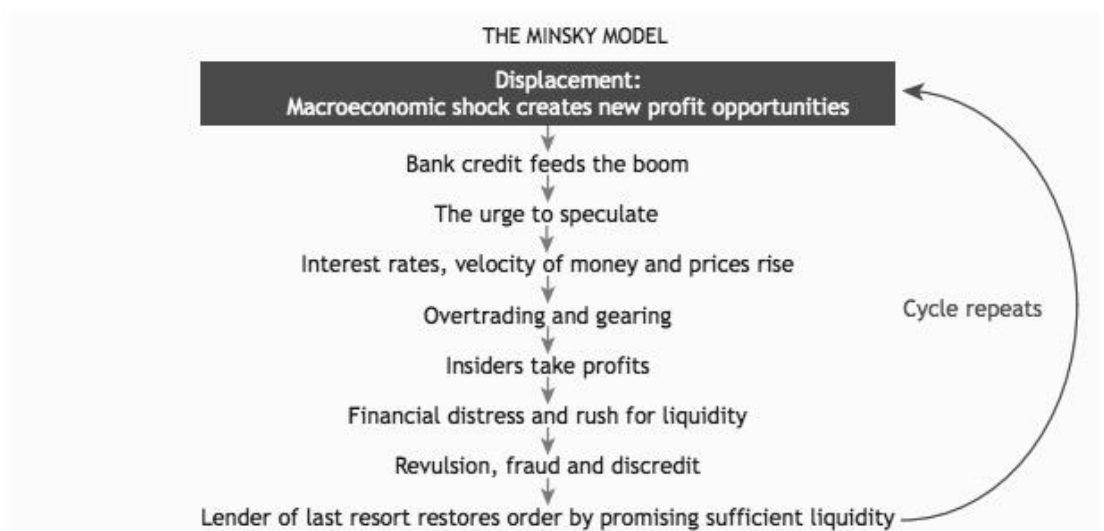 THE MINSKY MODEL
Displacement:
Macroeconomic shock creates new profit opportunities
Bank credit feeds the boom
The urge to speculate
Interest rates, velocity of money and prices rise
Overtrading and gearing
Cycle repeats
Insiders take profits
Financial distress and rush for liquidity
Revulsion, fraud and discredit
Lender of last resort restores order by promising sufficient liquidity